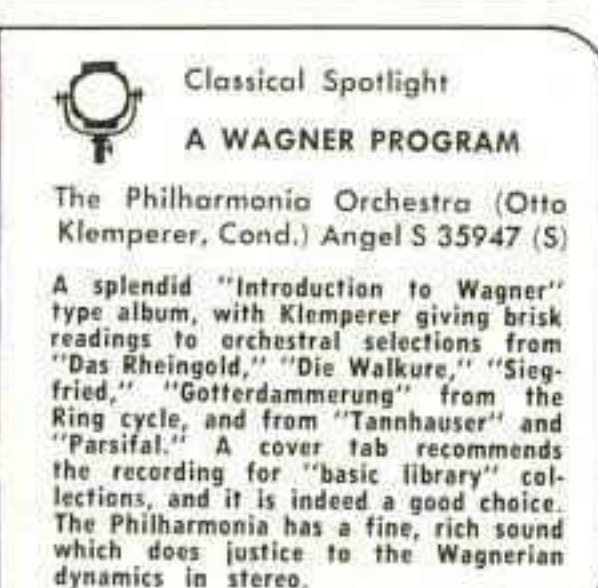 Classical Spotlight
A WAGNER PROGRAM
The Philharmonia Orchestra (Otto
Klemperer, Cond.) Angel S 35947 (S)
A splendid "Introduction to Wagner"
type album, with Klemperer giving brisk
readings to orchestral selections from
"Das Rheingold," "Die Walkure," "Sieg-
fried," "Gotterdammerung" from the
Ring cycle, and from "Tannhauser" and
"Parsifal." A cover tab recommends
the recording for "basic library" col-
lections, and it is indeed a good choice.
The Philharmonia has a fine, rich sound
which does justice to the Wagnerian
dynamics in stereo.